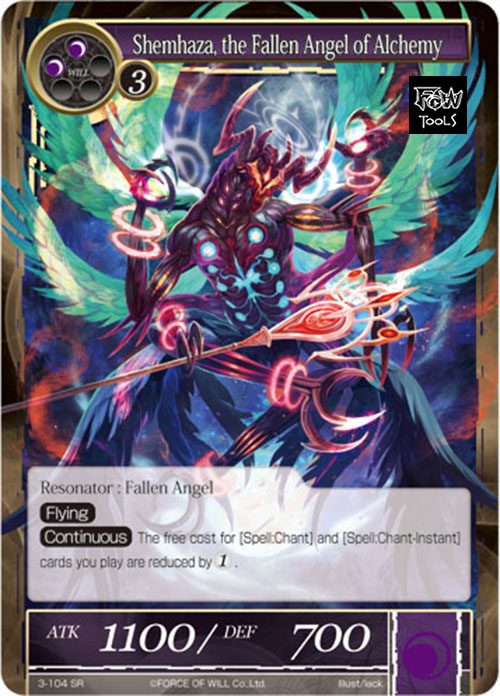 Shemhaza, the Fallen Angel of Alchemy
WILL
3
FOW
TOOLS
Resonator : Fallen Angel
Flying
Continuous The free cost for [Spell:Chant] and [Spell:Chant-Instant]
cards you play are reduced by 1 .
ATK 1100/ DEF 700
3-104 SR ©FORCE OF WILL Co.,Ltd. Illust/lack